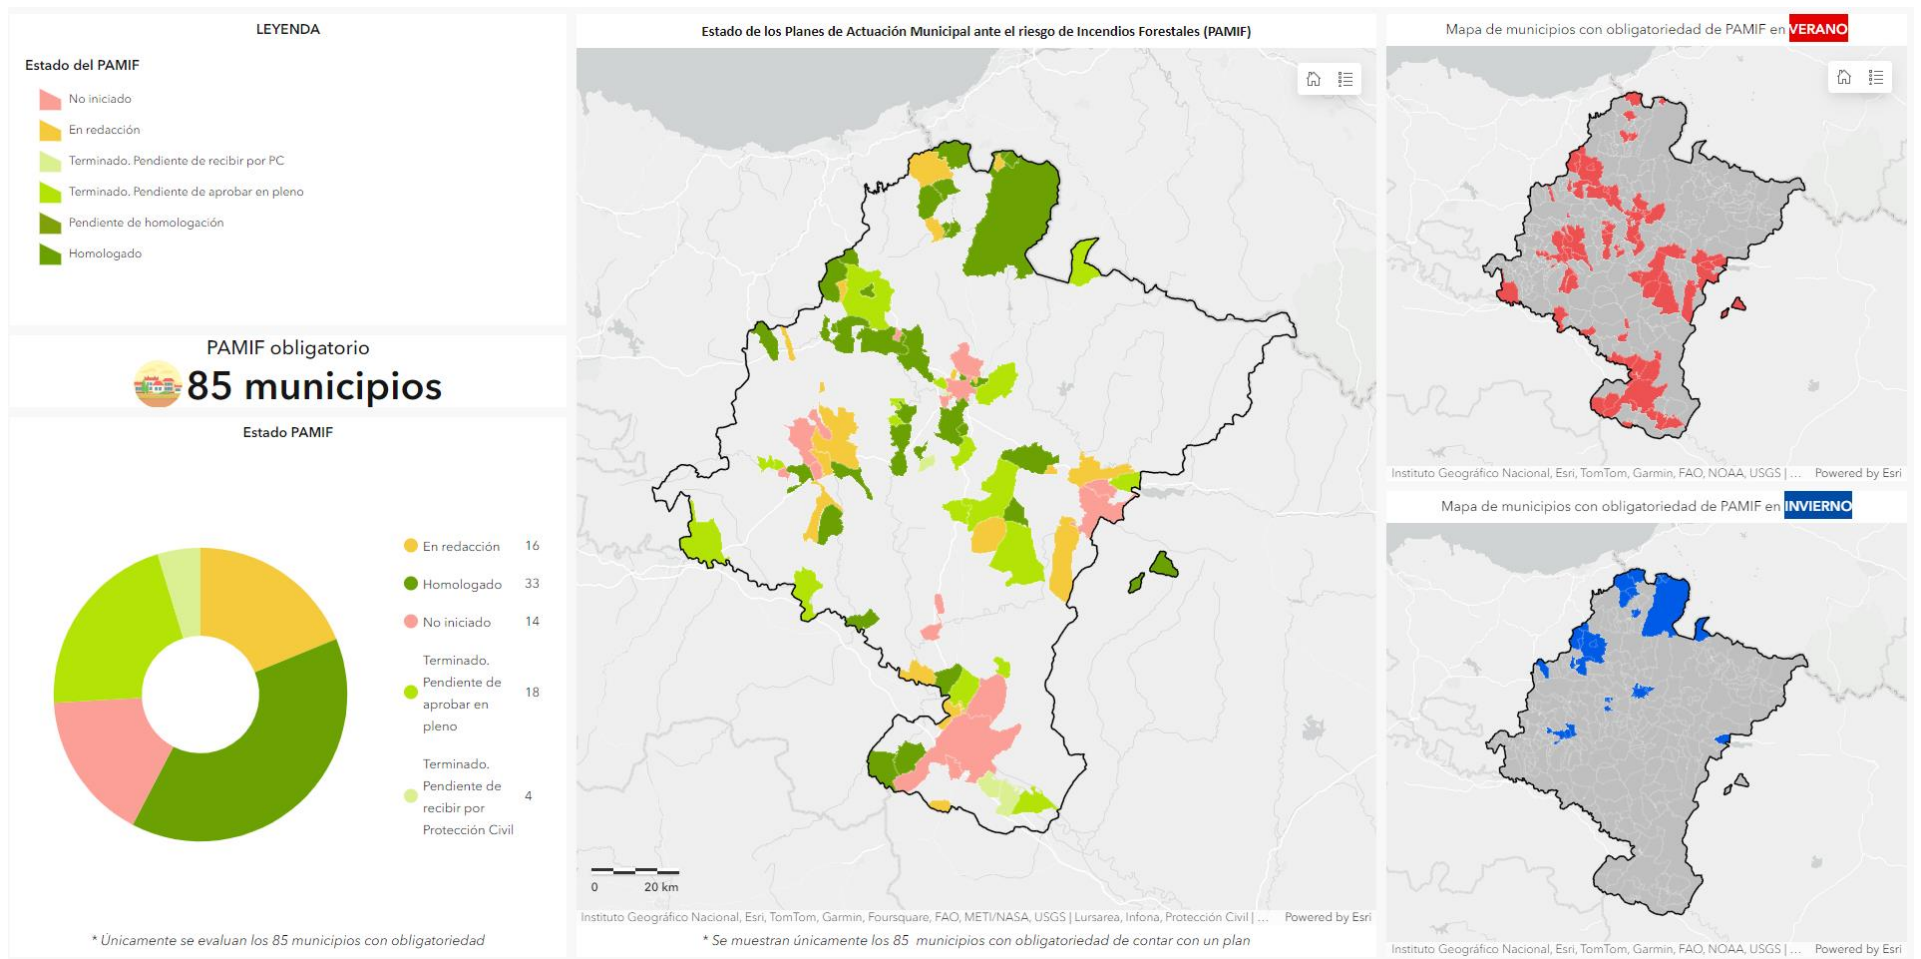 LEYENDA
Estado del PAMIF
No iniciado
En redacción
Terminado. Pendiente de recibir por PC
Terminado. Pendiente de aprobar en pleno
Pendiente de homologación
Homologado
PAMIF obligatorio
85 municipios
Estado PAMIF
En redacción 16
Homologado 33
No iniciado 14
Terminado.
Pendiente de
aprobar en 18
pleno
Terminado.
Pendiente de
recibir por 4
Protección Civil
* Únicamente se evaluan los 85 municipios con obligatoriedad
Estado de los Planes de Actuación Municipal ante el riesgo de Incendios Forestales (PAMIF)
0 20 km
Instituto Geográfico Nacional, Esri, TomTom, Garmin, Foursquare, FAO, METI/NASA, USGS | Lursarea, Infona, Protección Civil | ... Powered by Esri
* Se muestran únicamente los 85 municipios con obligatoriedad de contar con un plan
Mapa de municipios con obligatoriedad de PAMIF en VERANO
Instituto Geográfico Nacional, Esri, TomTom, Garmin, FAO, NOAA, USGS | ... Powered by Esri
Mapa de municipios con obligatoriedad de PAMIF en INVIERNO
Instituto Geográfico Nacional, Esri, TomTom, Garmin, FAO, NOAA, USGS | ... Powered by Esri